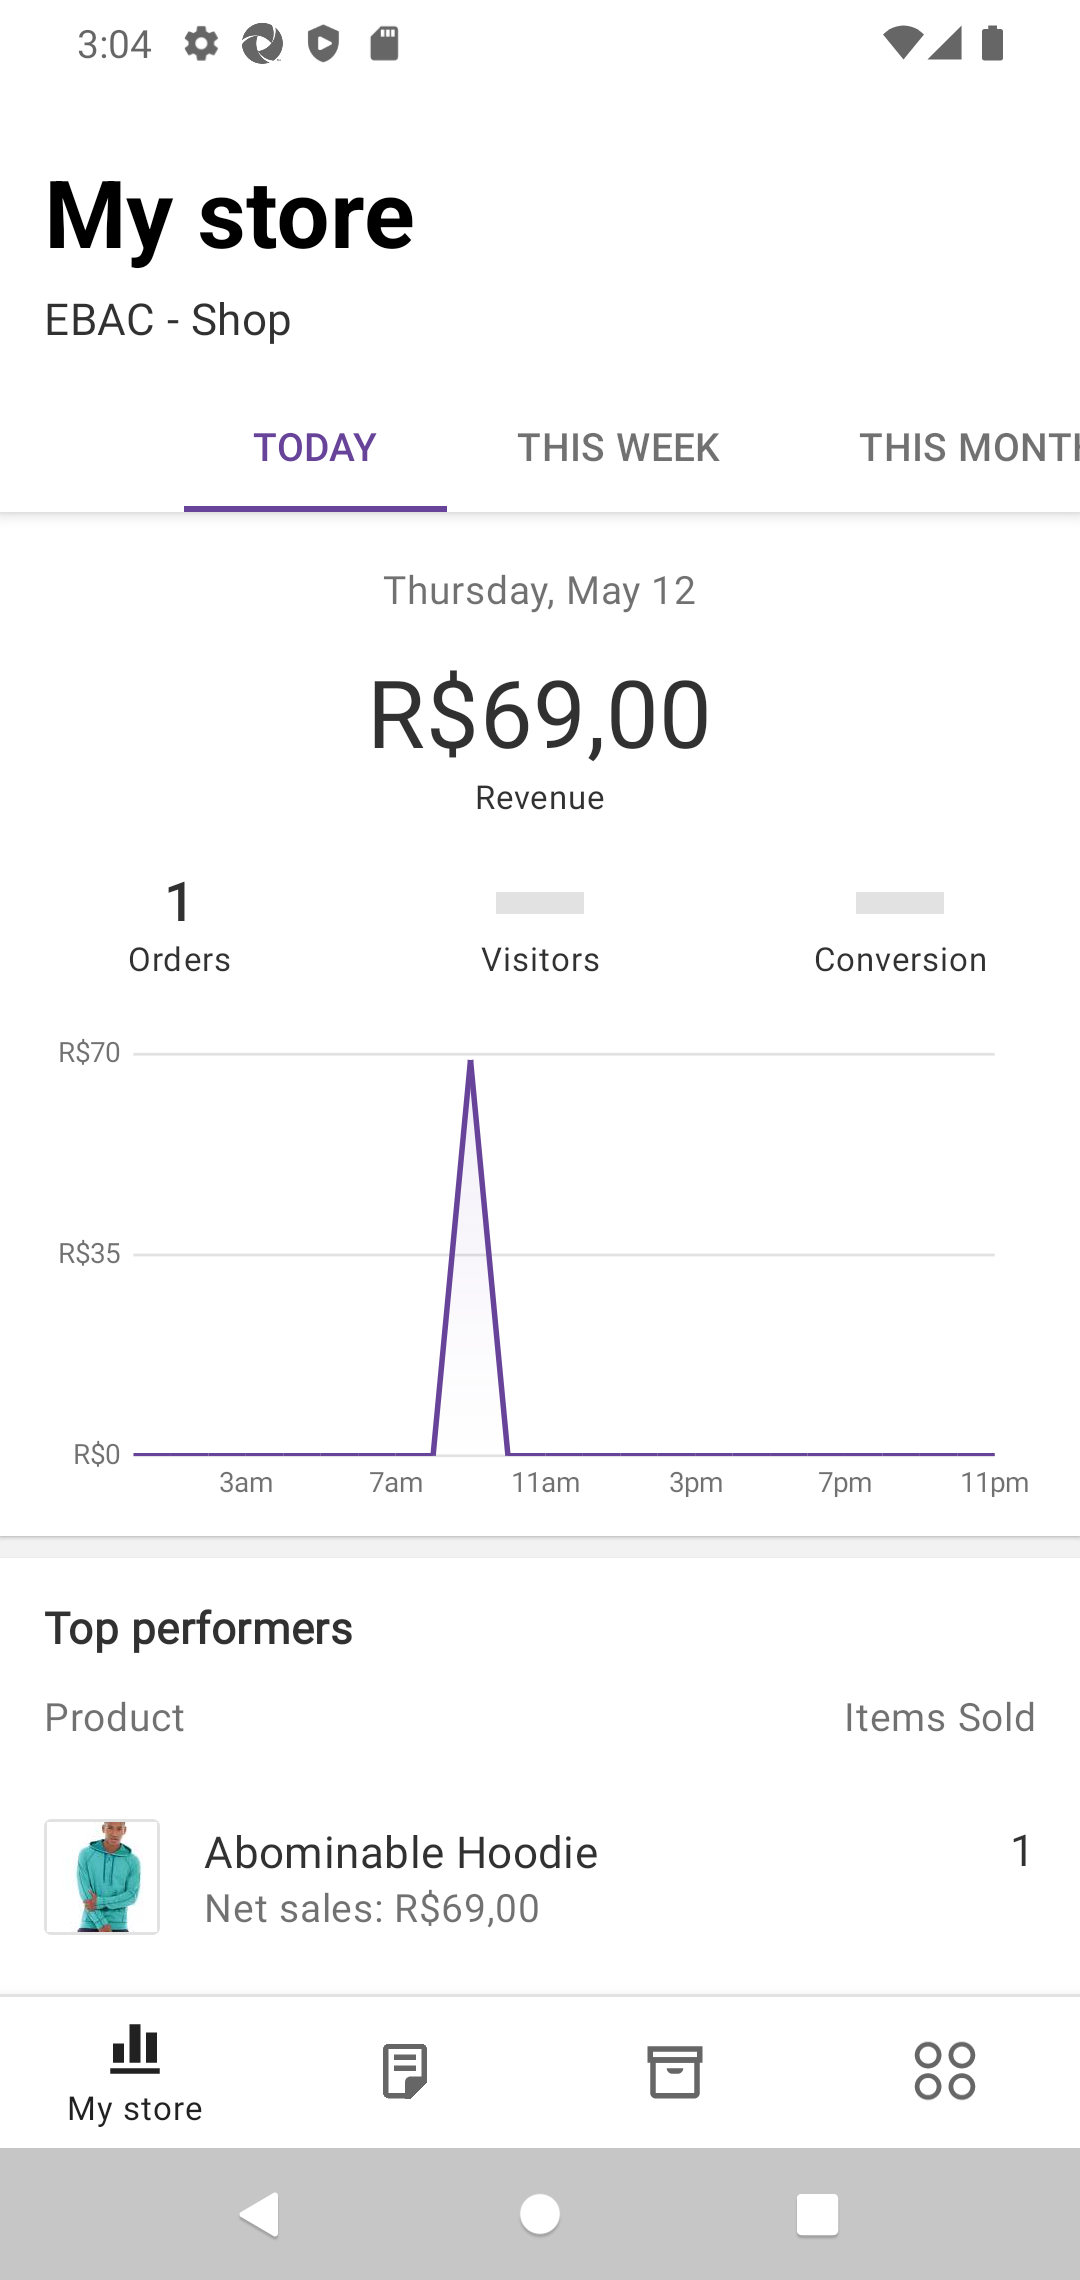 3:04
My store
EBAC - Shop
TODAY THIS WEEK THIS MONTH
Thursday, May 12
R$69,00
Revenue
1
Orders Visitors Conversion
R$70
R$35
R$0
3am 7am 11am 3pm 7pm 11pm
Top performers
Product Items Sold
Abominable Hoodie 1
Net sales: R$69,00
My store